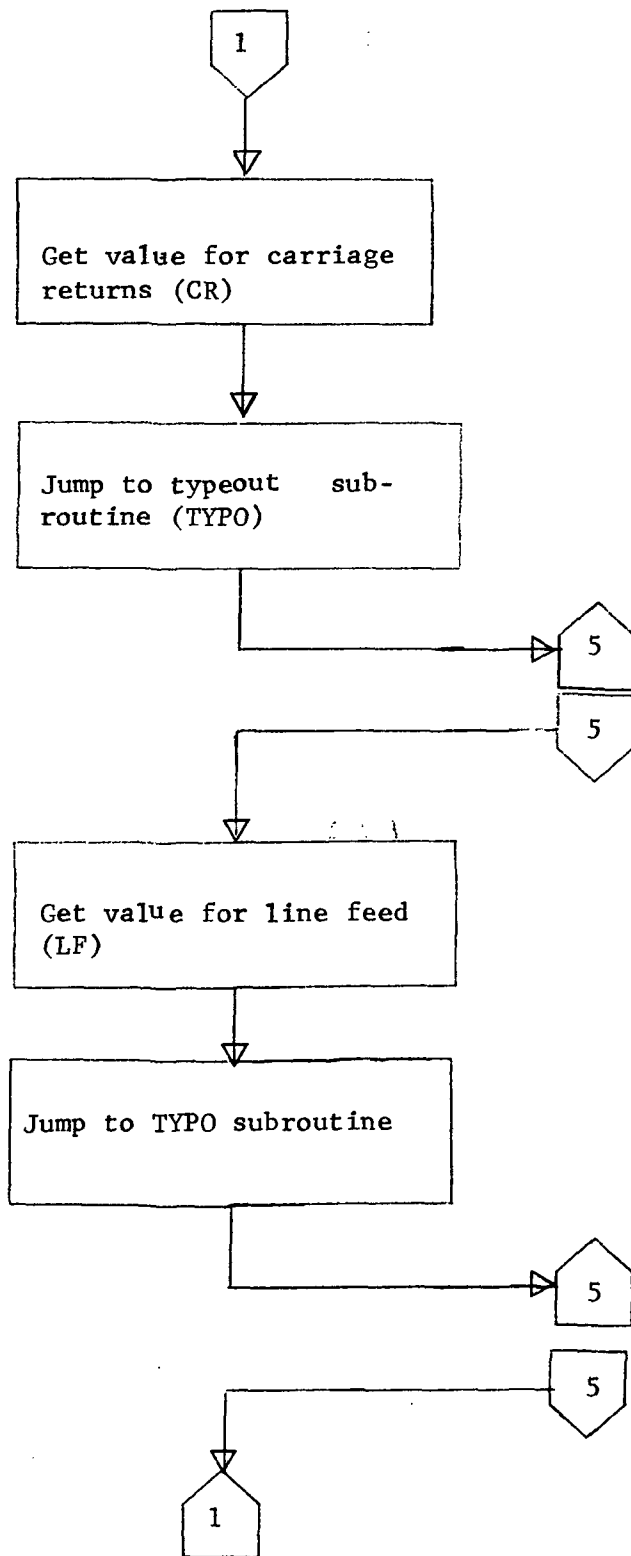 1
Get value for carriage
returns (CR)
Jump to typeout sub-
routine (TYPO)
5
5
Get value for line feed
(LF)
Jump to TYPO subroutine
5
5
1